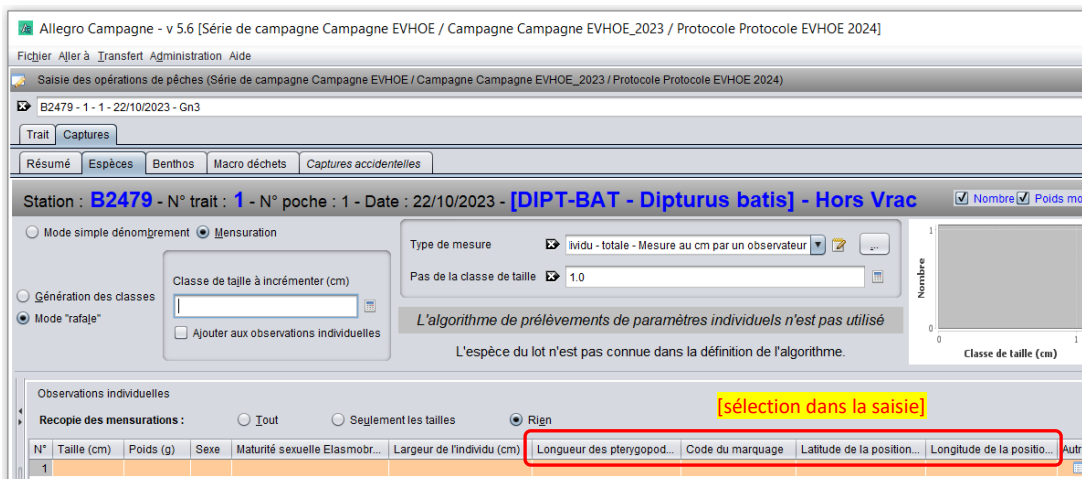 Allegro Campagne - v 5.6 [Série de campagne Campagne EVHOE / Campagne Campagne EVHOE_2023 / Protocole Protocole EVHOE 2024]
Fichier Aller à Transfert Administration Aide
Saisie des opérations de pêches (Série de campagne Campagne EVHOE / Campagne Campagne EVHOE_2023 / Protocole Protocole EVHOE 2024)
B2479 - 1 - 1 - 22/10/2023 - Gn3
Trait Captures
Résumé Espèces Benthos Macro déchets Captures accidentelles
Station : B2479 - N° trait : 1 - N° poche : 1 - Date : 22/10/2023 - [DIPT-BAT - Dipturus batis] - Hors Vrac Nombre Poids mo
Mode simple dénombrement Mensuration
Type de mesure ividu - totale - Mesure au cm par un observateur ...
Classe de taille à incrémenter (cm)
Pas de la classe de taille 1.0
Génération des classes
Mode "rafale"
Ajouter aux observations individuelles
L'algorithme de prélèvements de paramètres individuels n'est pas utilisé
L'espèce du lot n'est pas connue dans la définition de l'algorithme.
1
Nombre
0
0 1
Classe de taille (cm)
Observations individuelles
[sélection dans la saisie]
Recopie des mensurations : Tout Seulement les tailles Rien
N° Taille (cm) Poids (g) Sexe Maturité sexuelle Elasmobr... Largeur de l'individu (cm) Longueur des pterygopod... Code du marquage Latitude de la position... Longitude de la positio... Autr
1